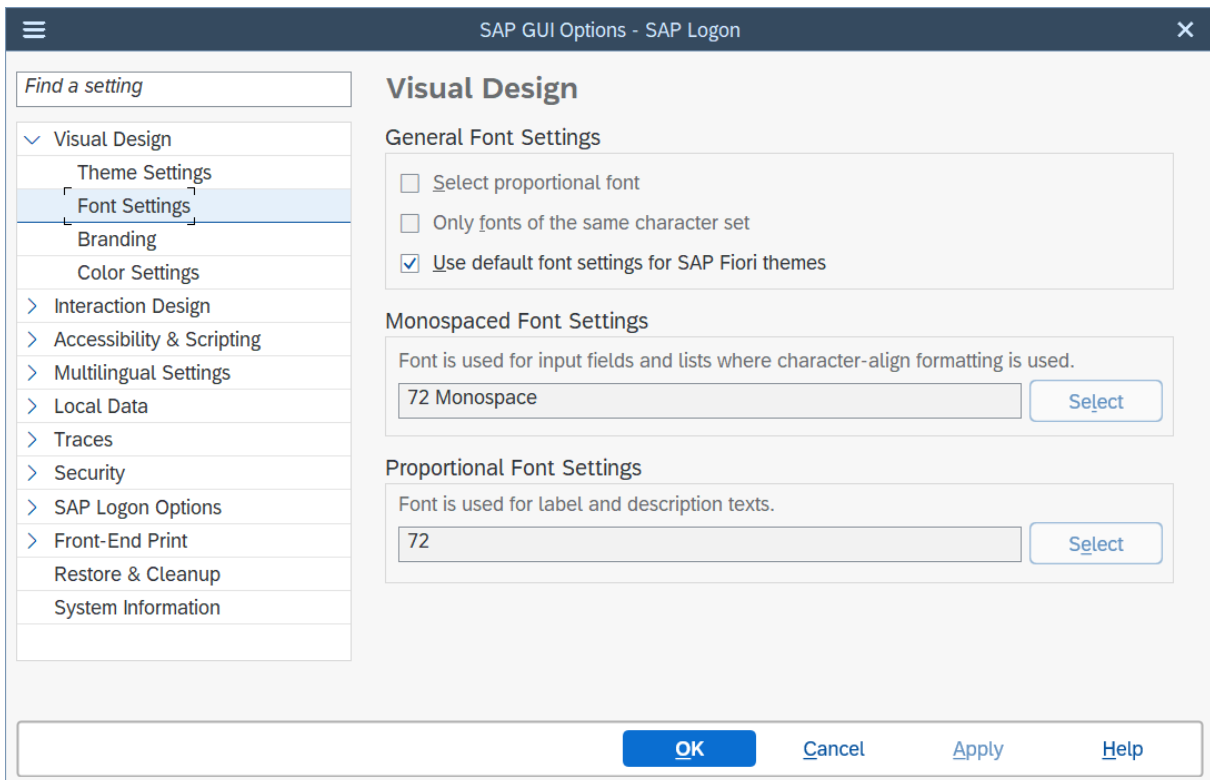 SAP GUI Options - SAP Logon
Find a setting
Visual Design
Theme Settings
Font Settings
Branding
Color Settings
Interaction Design
Accessibility & Scripting
Multilingual Settings
Local Data
Traces
Security
SAP Logon Options
Front-End Print
Restore & Cleanup
System Information
Visual Design
General Font Settings
Select proportional font
Only fonts of the same character set
Use default font settings for SAP Fiori themes
Monospaced Font Settings
Font is used for input fields and lists where character-align formatting is used.
72 Monospace
Select
Proportional Font Settings
Font is used for label and description texts.
72
Select
OK
Cancel
Apply
Help